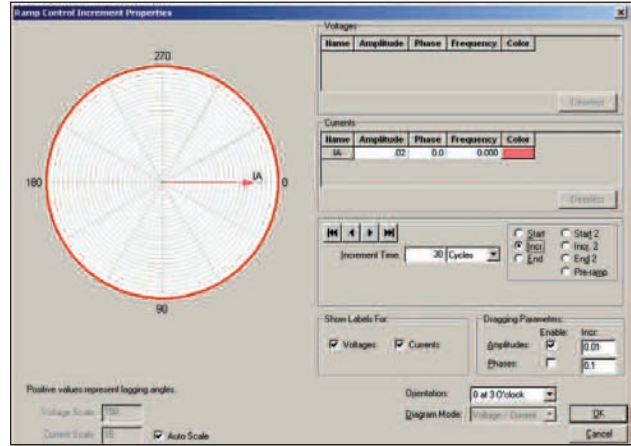 Ramp Control Increment Properties
270
180
IA
0
90
Positive values represent lagging angles.
Voltage Scale: 150
Current Scale:
Auto Scale
Voltages
Name Amplitude Phase Frequency Color
Deselect
Currents
Name Amplitude Phase Frequency Color
IA .02 0.0 0.000
Deselect
Start Start 2
Incr. Incr. 2
End End 2
Pre-ramp
Increment Time: 30 Cycles
Show Labels For:
Voltages Currents
Dragging Parameters:
Enable: Incr:
Amplitudes: 0.01
Phases: 0.1
Orientation: 0 at 3 O'clock
Diagram Mode: Voltage / Current
OK
Cancel